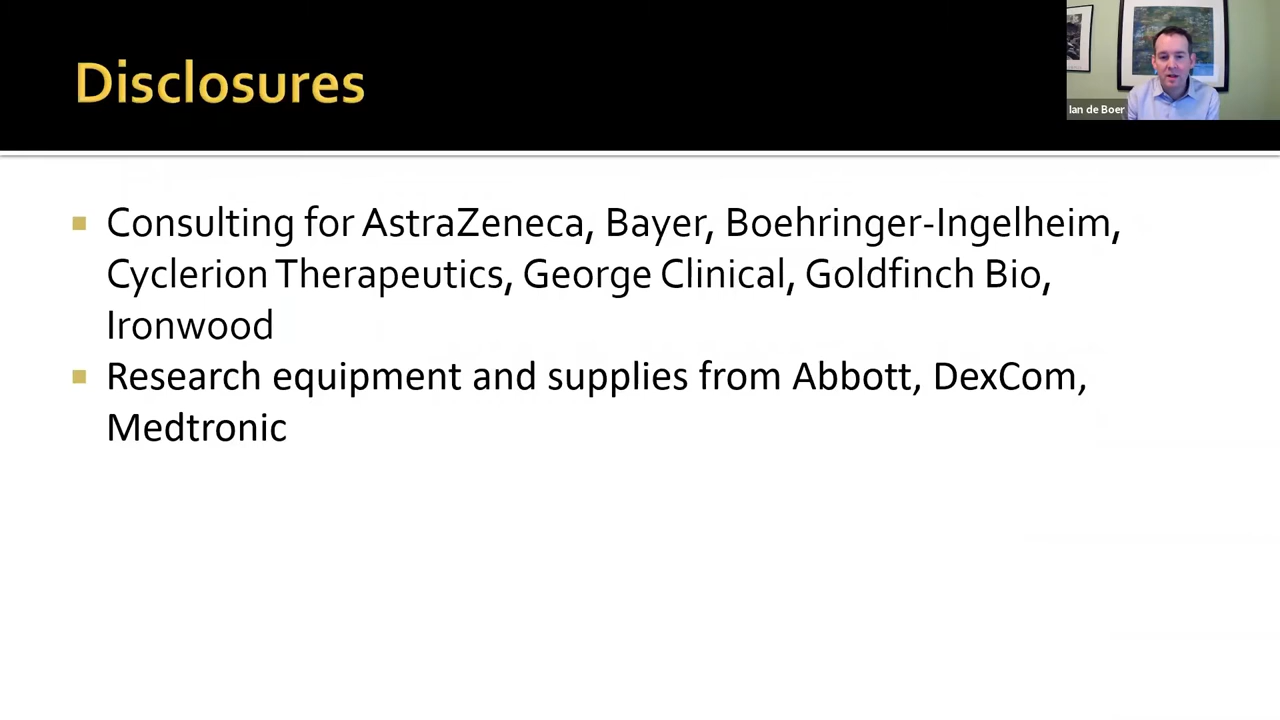 Disclosures
Ian de Boer
Consulting for AstraZeneca, Bayer, Boehringer-Ingelheim,
Cyclerion Therapeutics, George Clinical, Goldfinch Bio,
Ironwood
Research equipment and supplies from Abbott, DexCom,
Medtronic